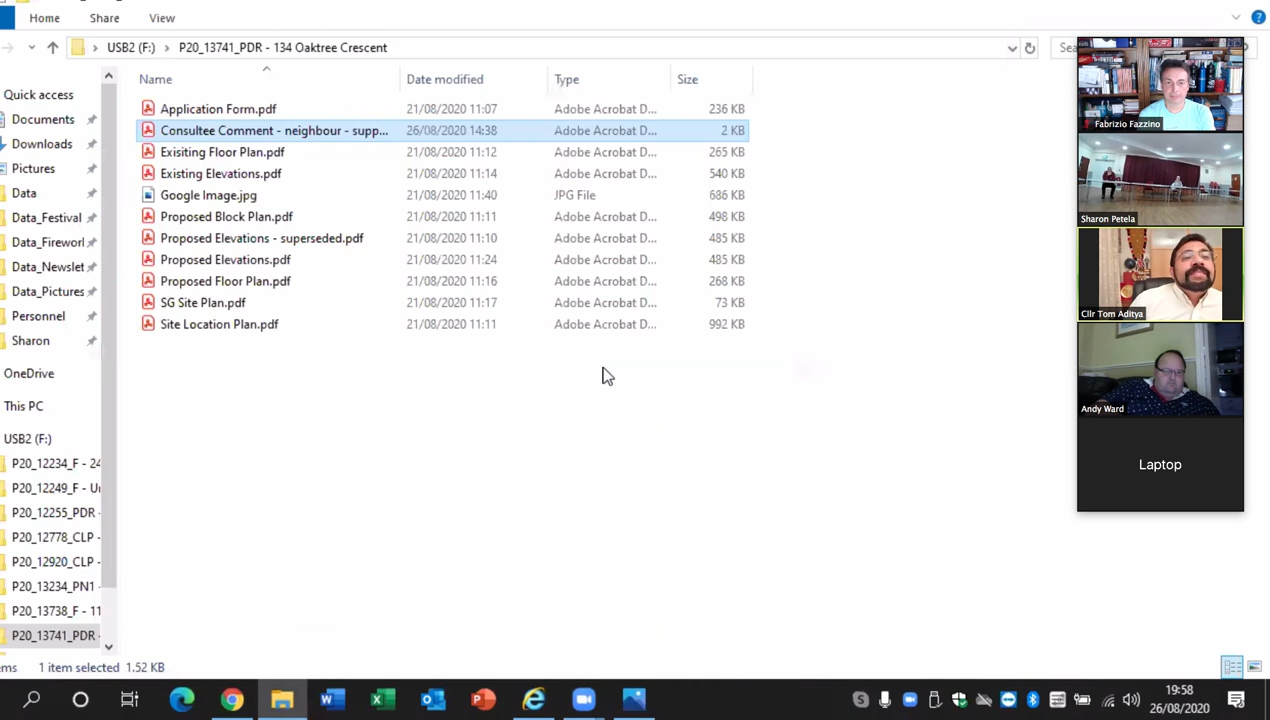 Home Share View
USB2 (F:) P20_13741_PDR - 134 Oaktree Crescent
Name Date modified Type Size
Application Form.pdf 21/08/2020 11:07 Adobe Acrobat D... 236 KB
Consultee Comment - neighbour - supp... 26/08/2020 14:38 Adobe Acrobat D... 2 KB
Exisiting Floor Plan.pdf 21/08/2020 11:12 Adobe Acrobat D... 265 KB
Existing Elevations.pdf 21/08/2020 11:14 Adobe Acrobat D... 540 KB
Google Image.jpg 21/08/2020 11:40 JPG File 686 KB
Proposed Block Plan.pdf 21/08/2020 11:11 Adobe Acrobat D... 498 KB
Proposed Elevations - superseded.pdf 21/08/2020 11:10 Adobe Acrobat D... 485 KB
Proposed Elevations.pdf 21/08/2020 11:24 Adobe Acrobat D... 485 KB
Proposed Floor Plan.pdf 21/08/2020 11:16 Adobe Acrobat D... 268 KB
SG Site Plan.pdf 21/08/2020 11:17 Adobe Acrobat D... 73 KB
Site Location Plan.pdf 21/08/2020 11:11 Adobe Acrobat D... 992 KB
Quick access
Documents
Downloads
Pictures
Data
Data_Festival
Data_Firewor
Data_Newslet
Data_Pictures
Personnel
Sharon
OneDrive
This PC
USB2 (F:)
P20_12234_F - 24
P20_12249_F - Ur
P20_12255_PDR -
P20_12778_CLP -
P20_12920_CLP -
P20_13234_PN1 -
P20_13738_F - 11
P20_13741_PDR -
ms 1 item selected 1.52 KB
Sea
Fabrizio Fazzino
Sharon Petela
Cllr Tom Aditya
Andy Ward
Laptop
19:58
26/08/2020